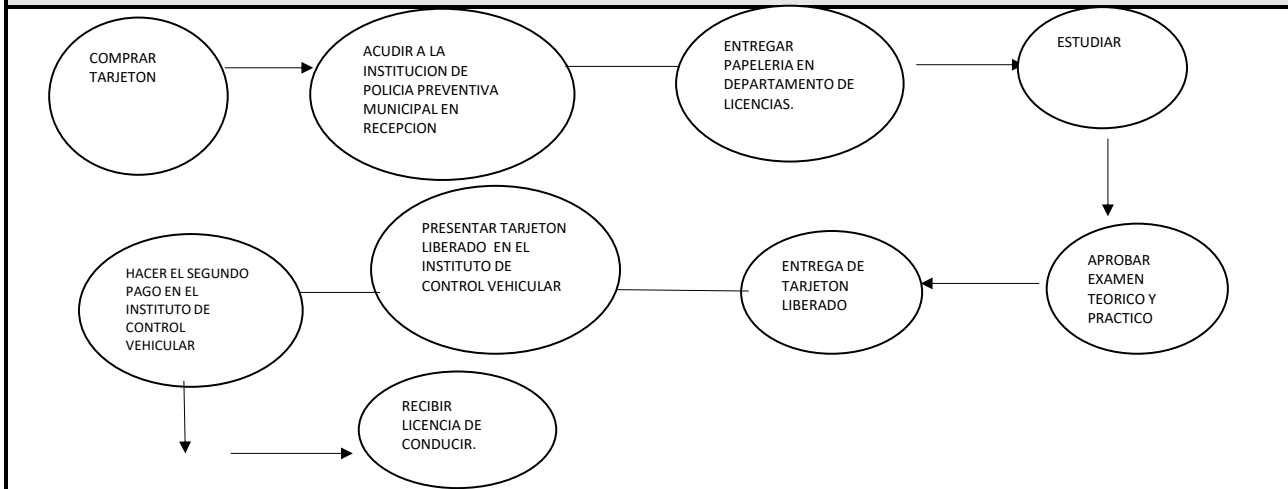 COMPRAR
TARJETON
ACUDIR A LA
INSTITUCION DE
POLICIA PREVENTIVA
MUNICIPAL EN
RECEPCION
ENTREGAR
PAPELERIA EN
DEPARTAMENTO DE
LICENCIAS.
ESTUDIAR
APROBAR
EXAMEN
TEORICO Y
PRACTICO
ENTREGA DE
TARJETON
LIBERADO
PRESENTAR TARJETON
LIBERADO EN EL
INSTITUTO DE
CONTROL VEHICULAR
HACER EL SEGUNDO
PAGO EN EL
INSTITUTO DE
CONTROL
VEHICULAR
RECIBIR
LICENCIA DE
CONDUCIR.